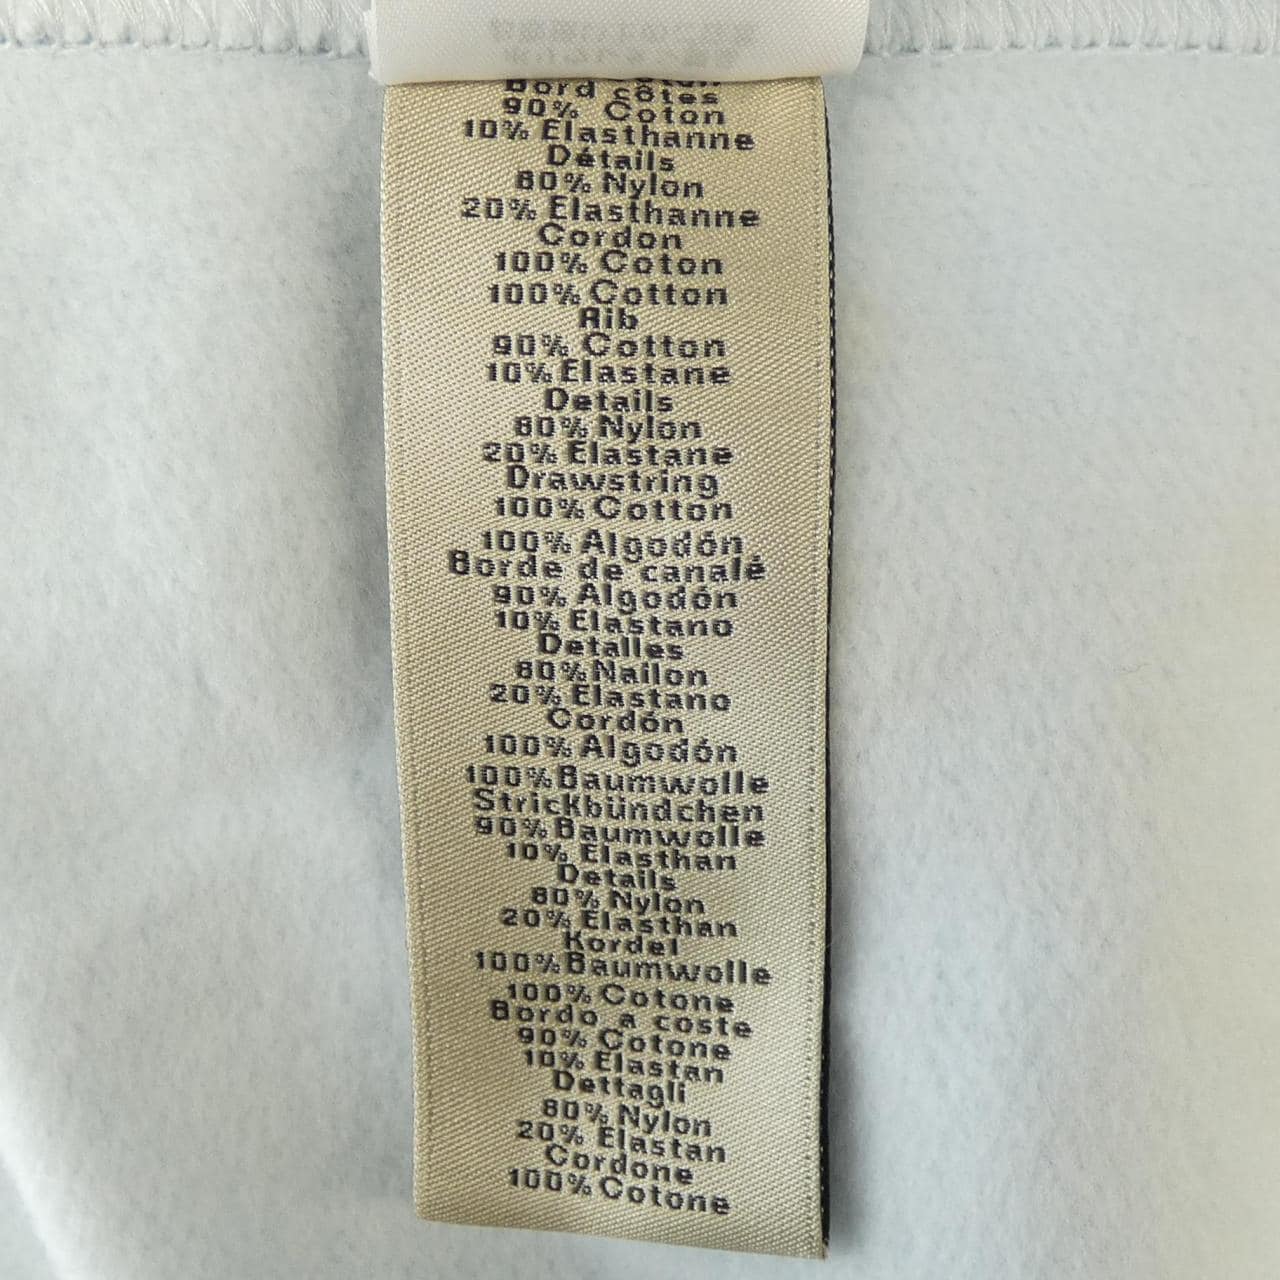 Bord côtes
90% Coton
10% Elasthanne
Détails
80% Nylon
20% Elasthanne
Cordon
100% Coton
100% Cotton
Rib
90% Cotton
10% Elastane
Details
80% Nylon
20% Elastane
Drawstring
100% Cotton
100% Algodón
Borde de canalé
90% Algodón
10% Elastano
Detalles
80% Nailon
20% Elastano
Cordón
100% Algodón
100% Baumwolle
Strickbündchen
90% Baumwolle
10% Elasthan
Details
80% Nylon
20% Elasthan
Kordel
100% Baumwolle
100% Cotone
Bordo a coste
90% Cotone
10% Elastan
Dettagli
80% Nylon
20% Elastan
Cordone
100% Cotone